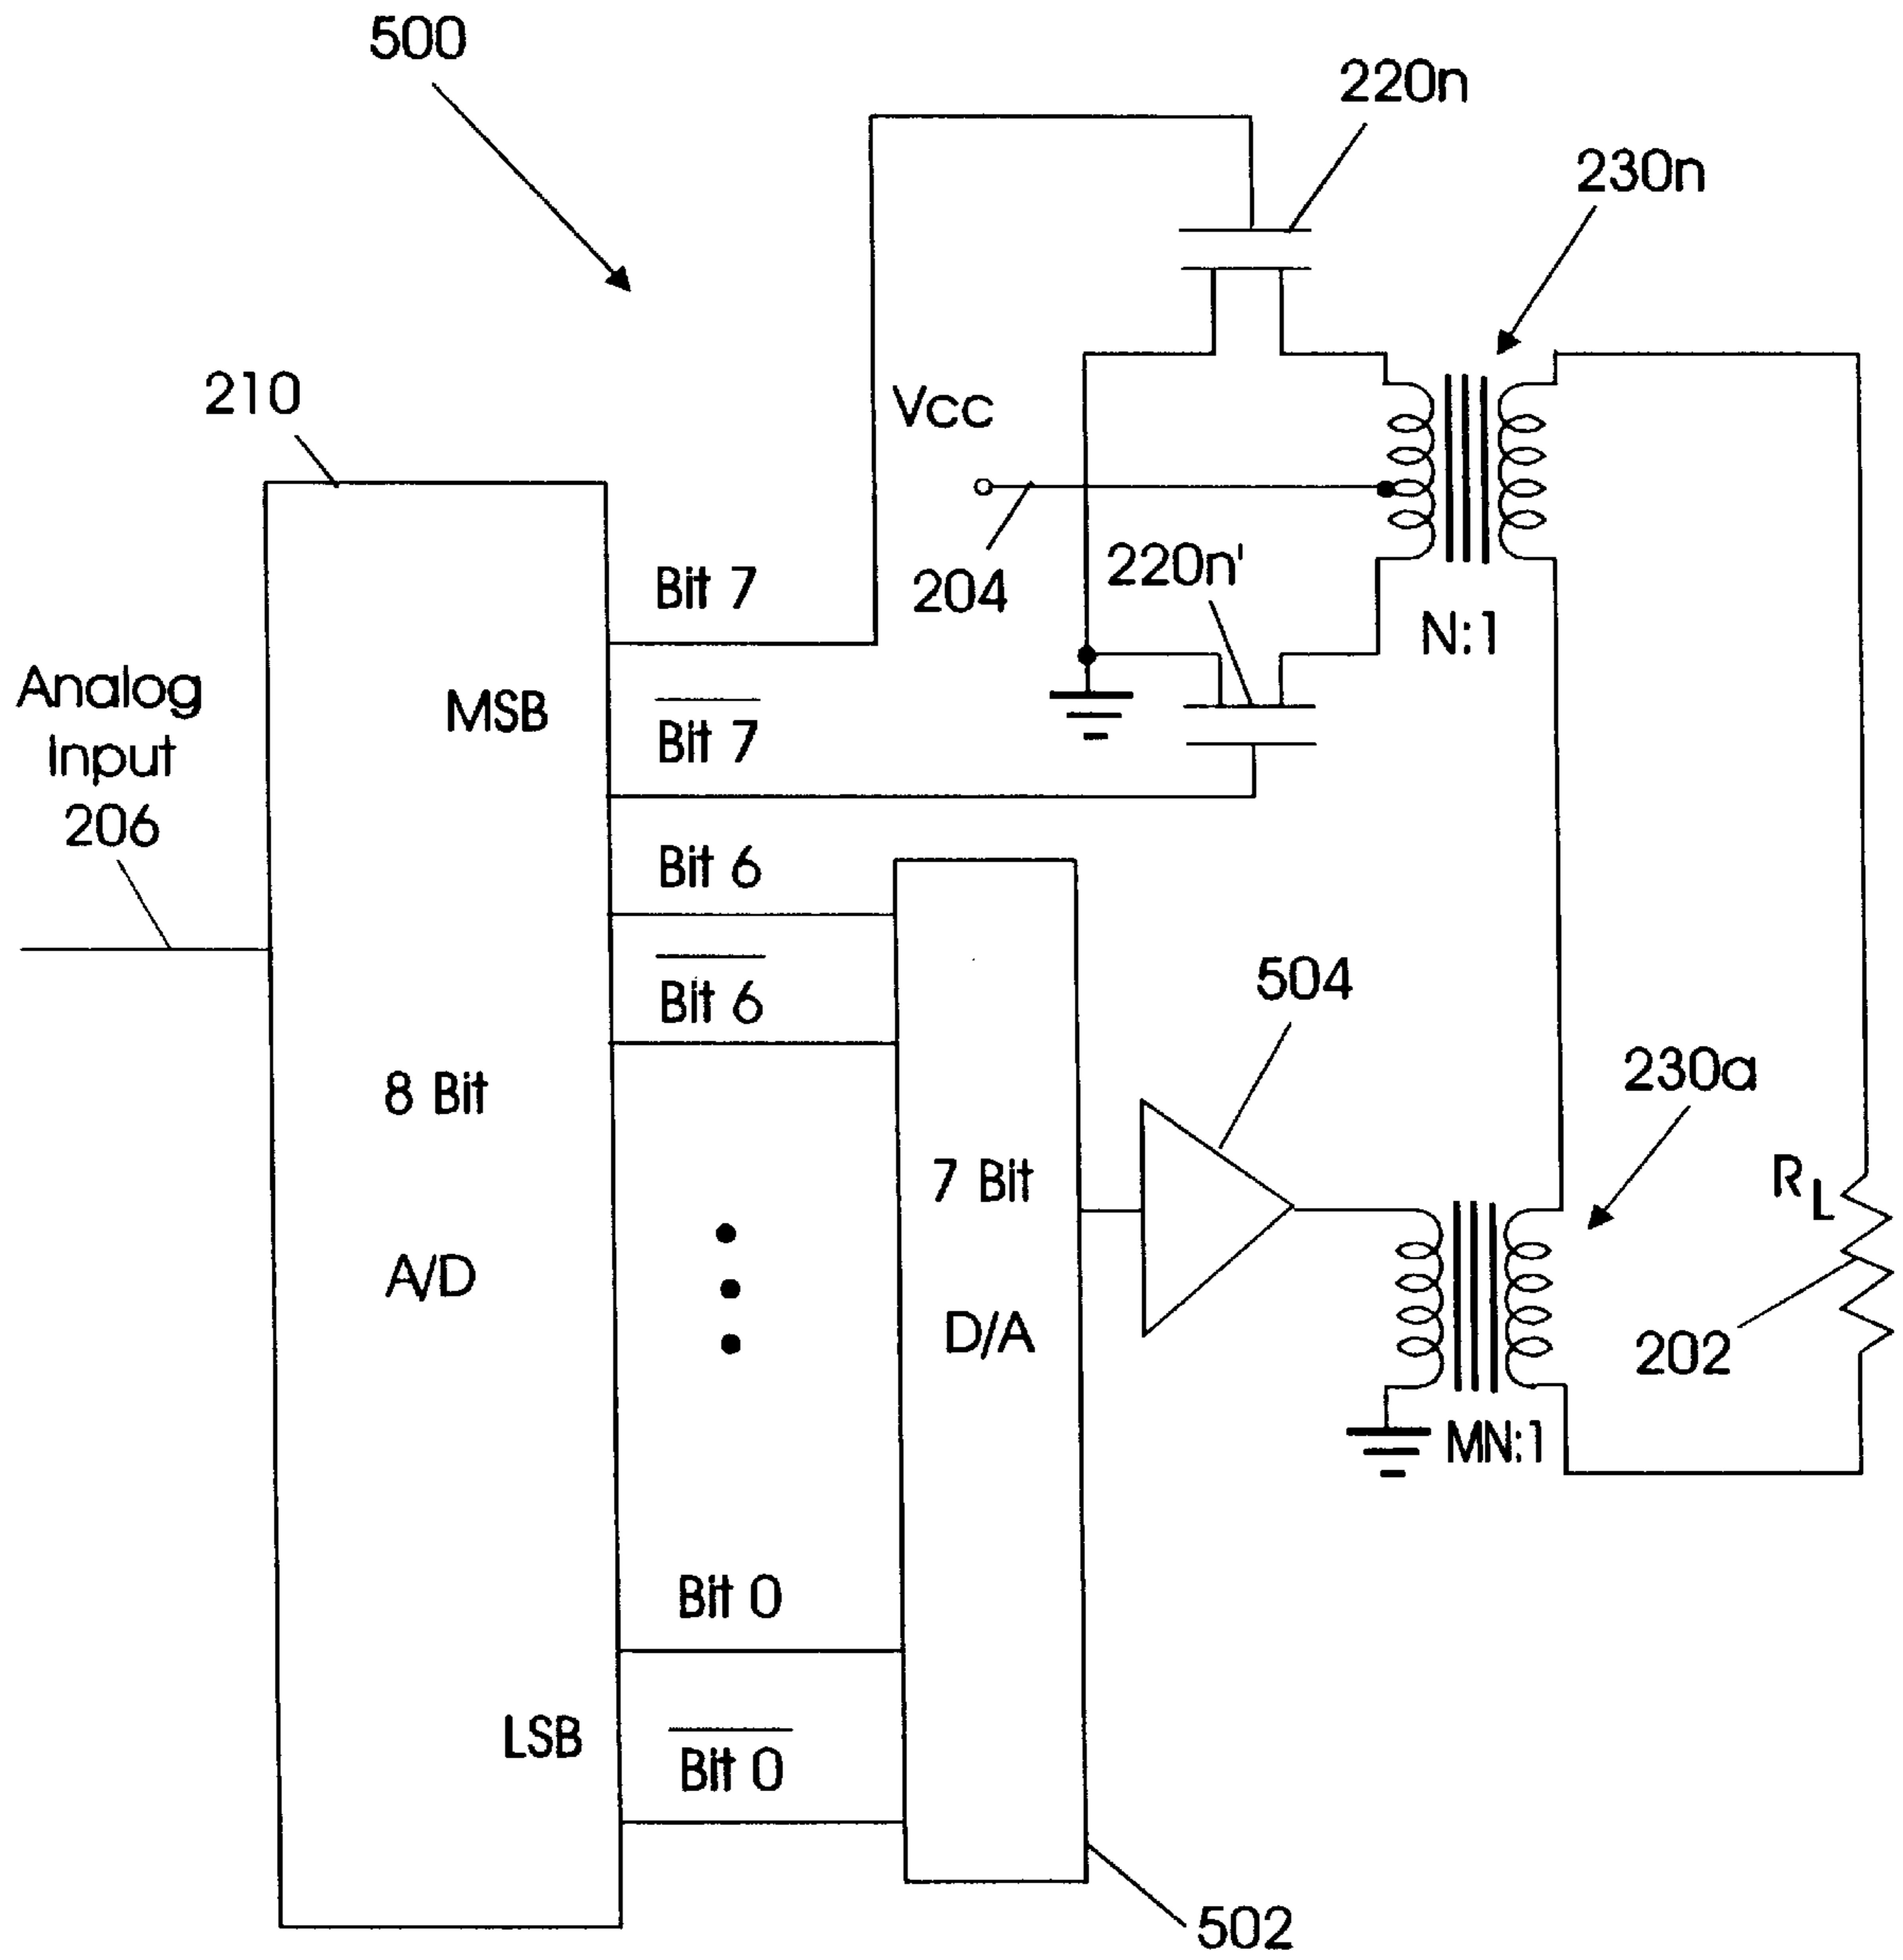 500
220n
230n
210
Vcc
204
220n'
N:1
Bit 7
MSB
Bit 7
Analog
Input
206
Bit 6
Bit 6
504
230a
8 Bit
7 Bit
RL
A/D
D/A
202
MN:1
Bit 0
LSB
Bit 0
502